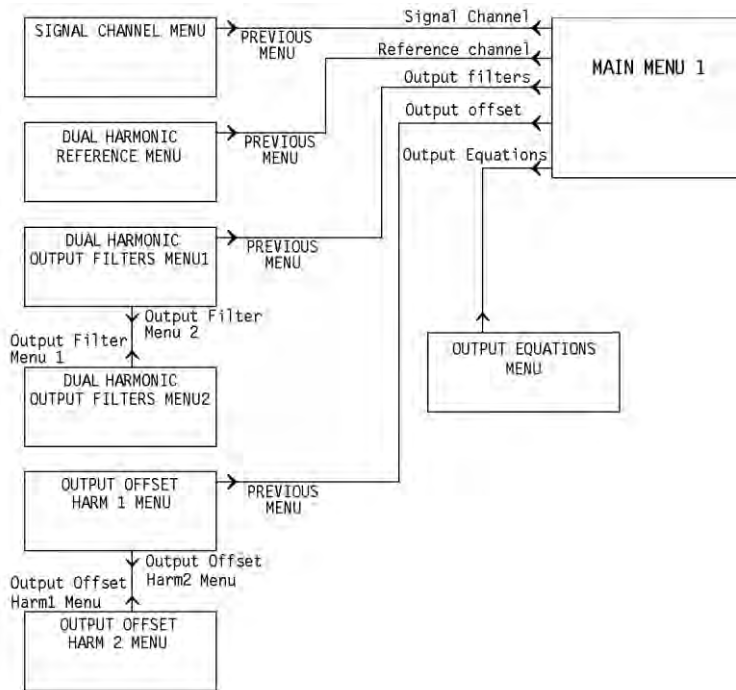 SIGNAL CHANNEL MENU
PREVIOUS
MENU
Signal Channel
Reference channel
Output filters
Output offset
Output Equations
MAIN MENU 1
DUAL HARMONIC
REFERENCE MENU
PREVIOUS
MENU
DUAL HARMONIC
OUTPUT FILTERS MENU1
PREVIOUS
MENU
Output Filter
Menu 2
Output Filter
Menu 1
DUAL HARMONIC
OUTPUT FILTERS MENU2
OUTPUT EQUATIONS
MENU
OUTPUT OFFSET
HARM 1 MENU
PREVIOUS
MENU
Output Offset
Harm2 Menu
Output Offset
Harm1 Menu
OUTPUT OFFSET
HARM 2 MENU